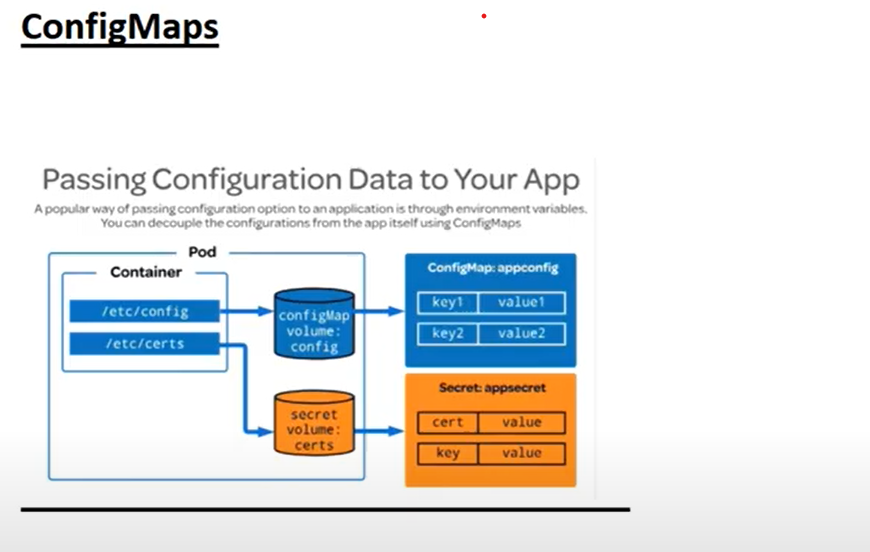 ConfigMaps
Passing Configuration Data to Your App
A popular way of passing configuration option to an application is through environment variables.
You can decouple the configurations from the app itself using ConfigMaps
Pod
Container
/etc/config
/etc/certs
configMap
volume:
config
secret
volume:
certs
ConfigMap: appconfig
key1 value1
key2 value2
Secret: appsecret
cert value
key value